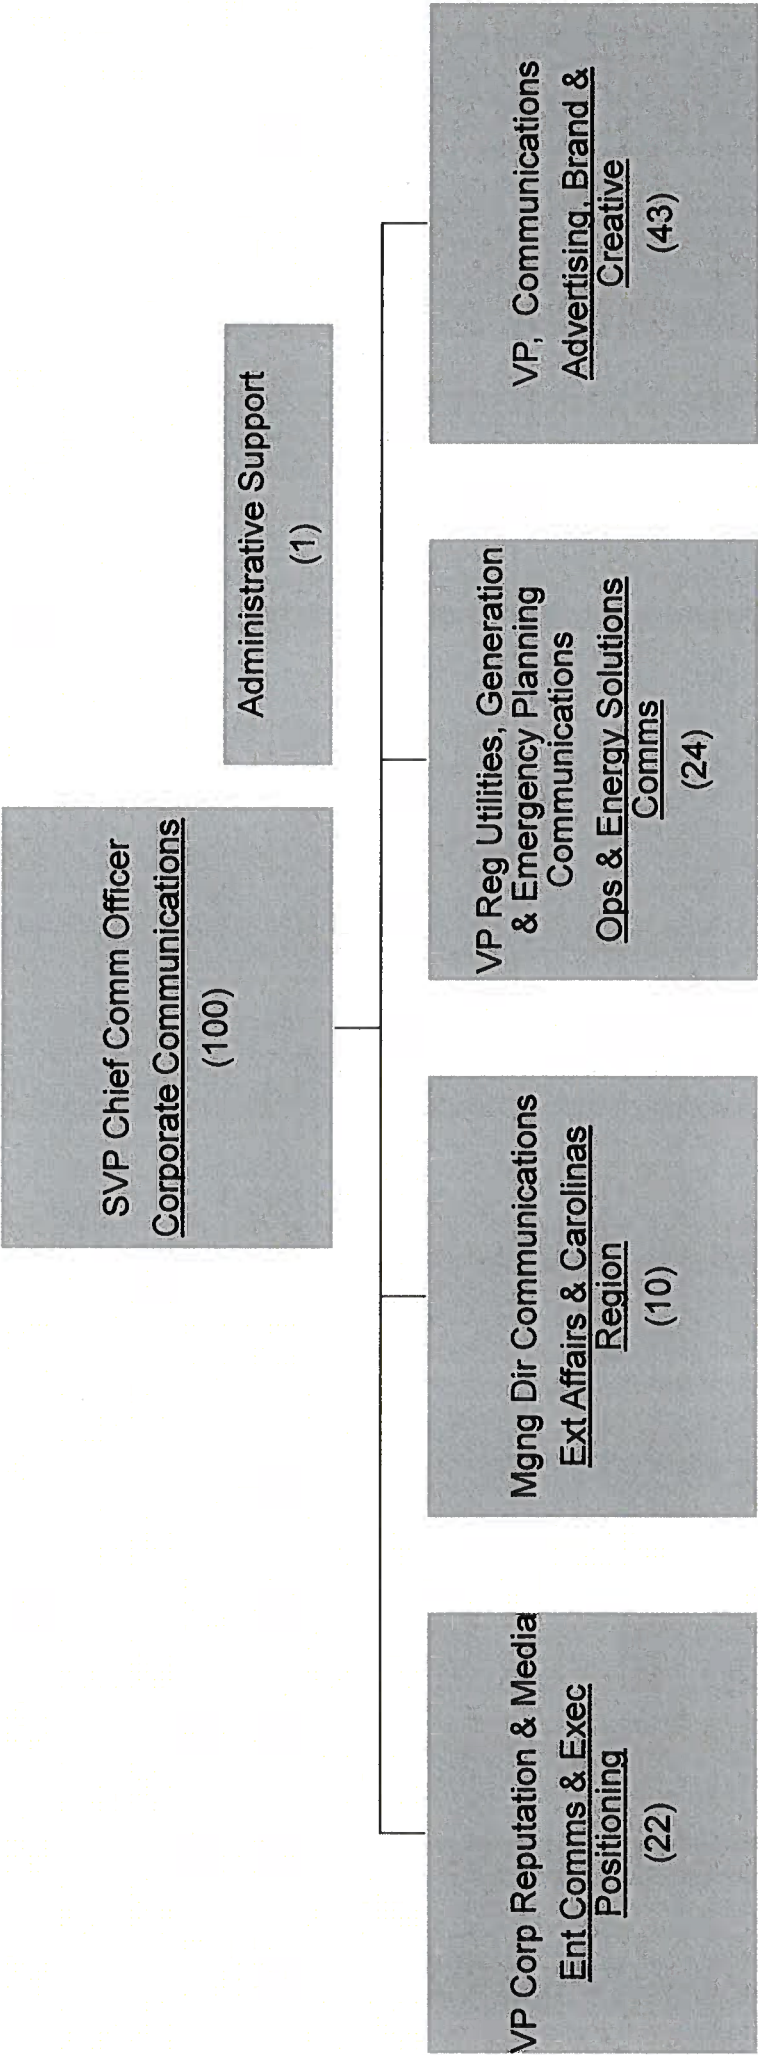 SVP Chief Comm Officer
Corporate Communications
(100)
Administrative Support
(1)
VP Corp Reputation & Media
Ent Comms & Exec
Positioning
(22)
Mgng Dir Communications
Ext Affairs & Carolinas
Region
(10)
VP Reg Utilities, Generation
& Emergency Planning
Communications
Ops & Energy Solutions
Comms
(24)
VP, Communications
Advertising, Brand &
Creative
(43)